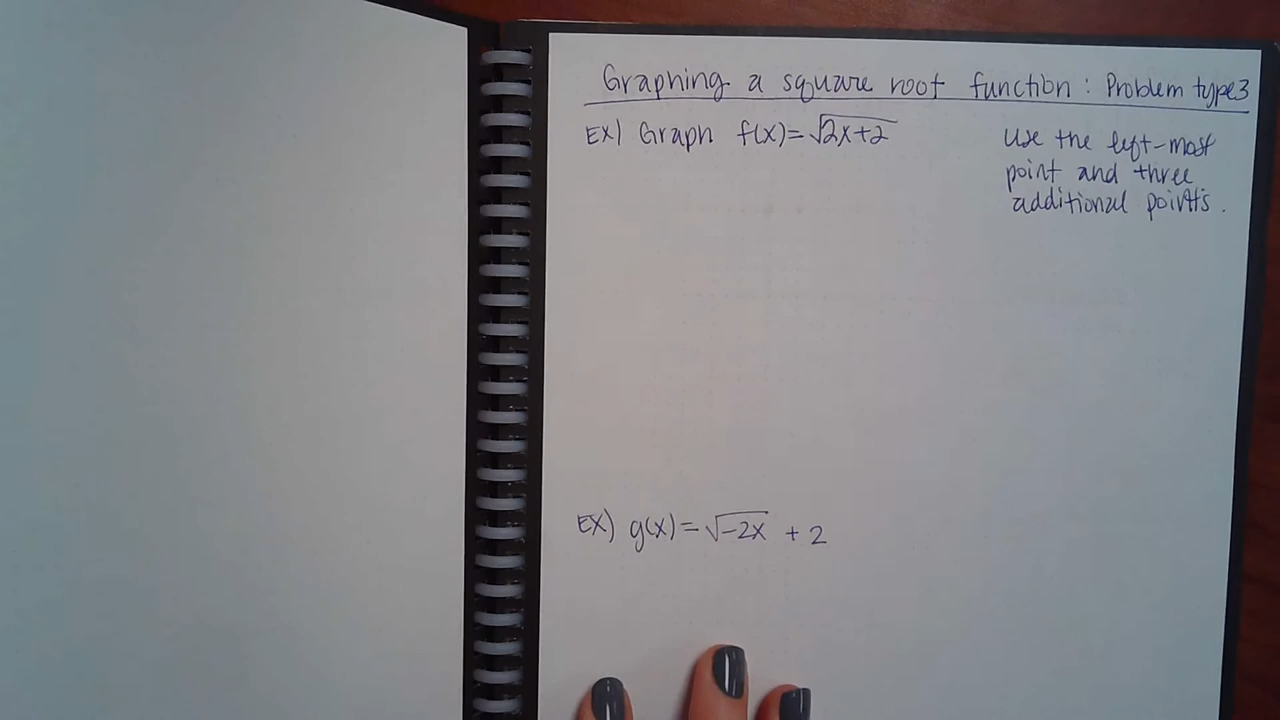 Graphing a square root function : Problem type 3
EX) Graph f(x)=√2x+2
Use the left-most
point and three
additional points.
EX) g(x)=√-2x + 2